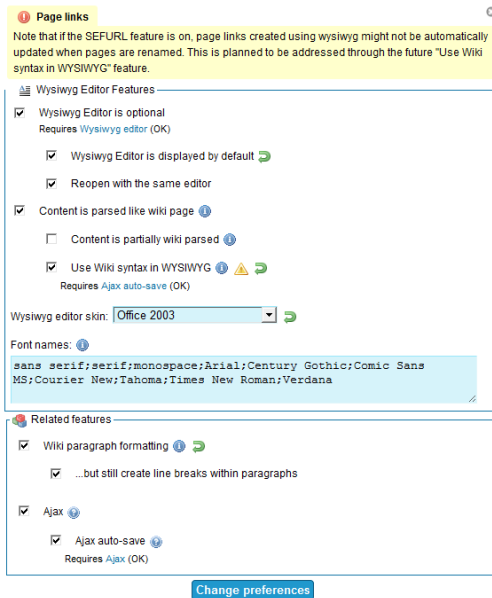 Page links
Note that if the SEFURL feature is on, page links created using wysiwyg might not be automatically
updated when pages are renamed. This is planned to be addressed through the future "Use Wiki
syntax in WYSIWYG" feature.
Wysiwyg Editor Features
Wysiwyg Editor is optional
Requires Wysiwyg editor (OK)
Wysiwyg Editor is displayed by default
Reopen with the same editor
Content is parsed like wiki page
Content is partially wiki parsed
Use Wiki syntax in WYSIWYG
Requires Ajax auto-save (OK)
Wysiwyg editor skin: Office 2003
Font names:
sans serif;serif;monospace;Arial;Century Gothic;Comic Sans
MS;Courier New;Tahoma;Times New Roman;Verdana
Related features
Wiki paragraph formatting
...but still create line breaks within paragraphs
Ajax
Ajax auto-save
Requires Ajax (OK)
Change preferences